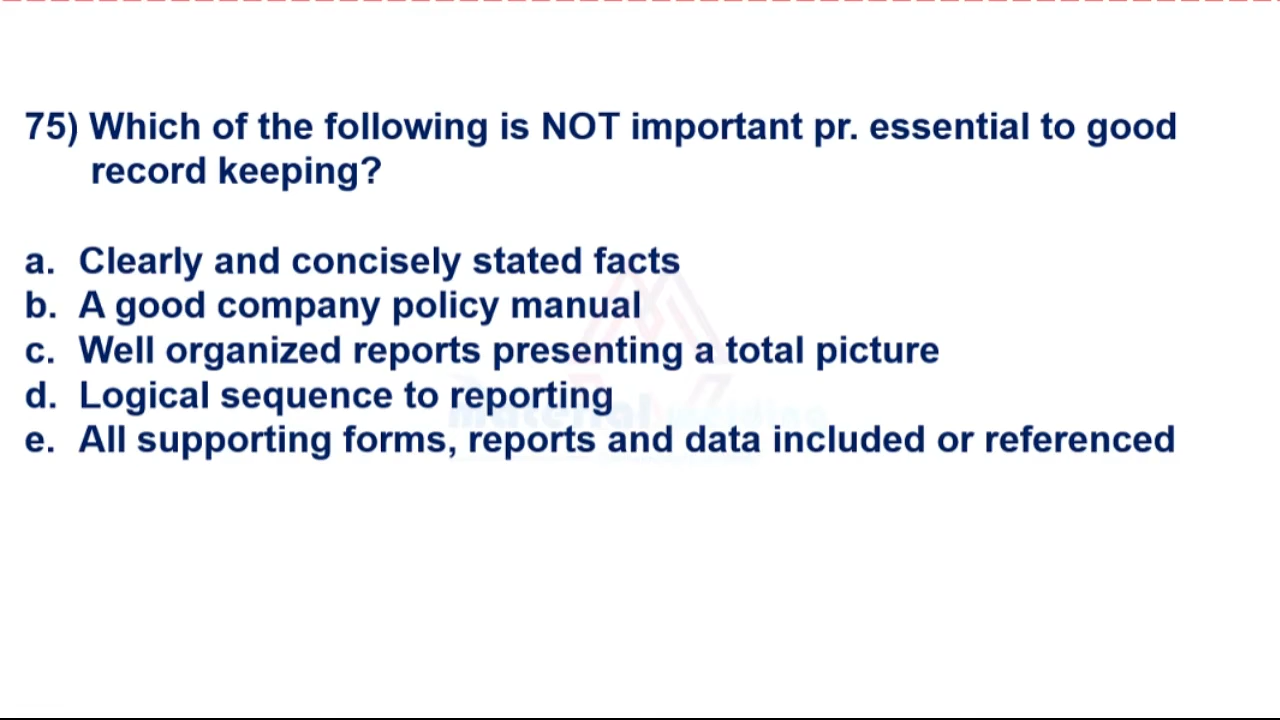 75) Which of the following is NOT important pr. essential to good
record keeping?
a. Clearly and concisely stated facts
b. A good company policy manual
c. Well organized reports presenting a total picture
d. Logical sequence to reporting
e. All supporting forms, reports and data included or referenced
material welding